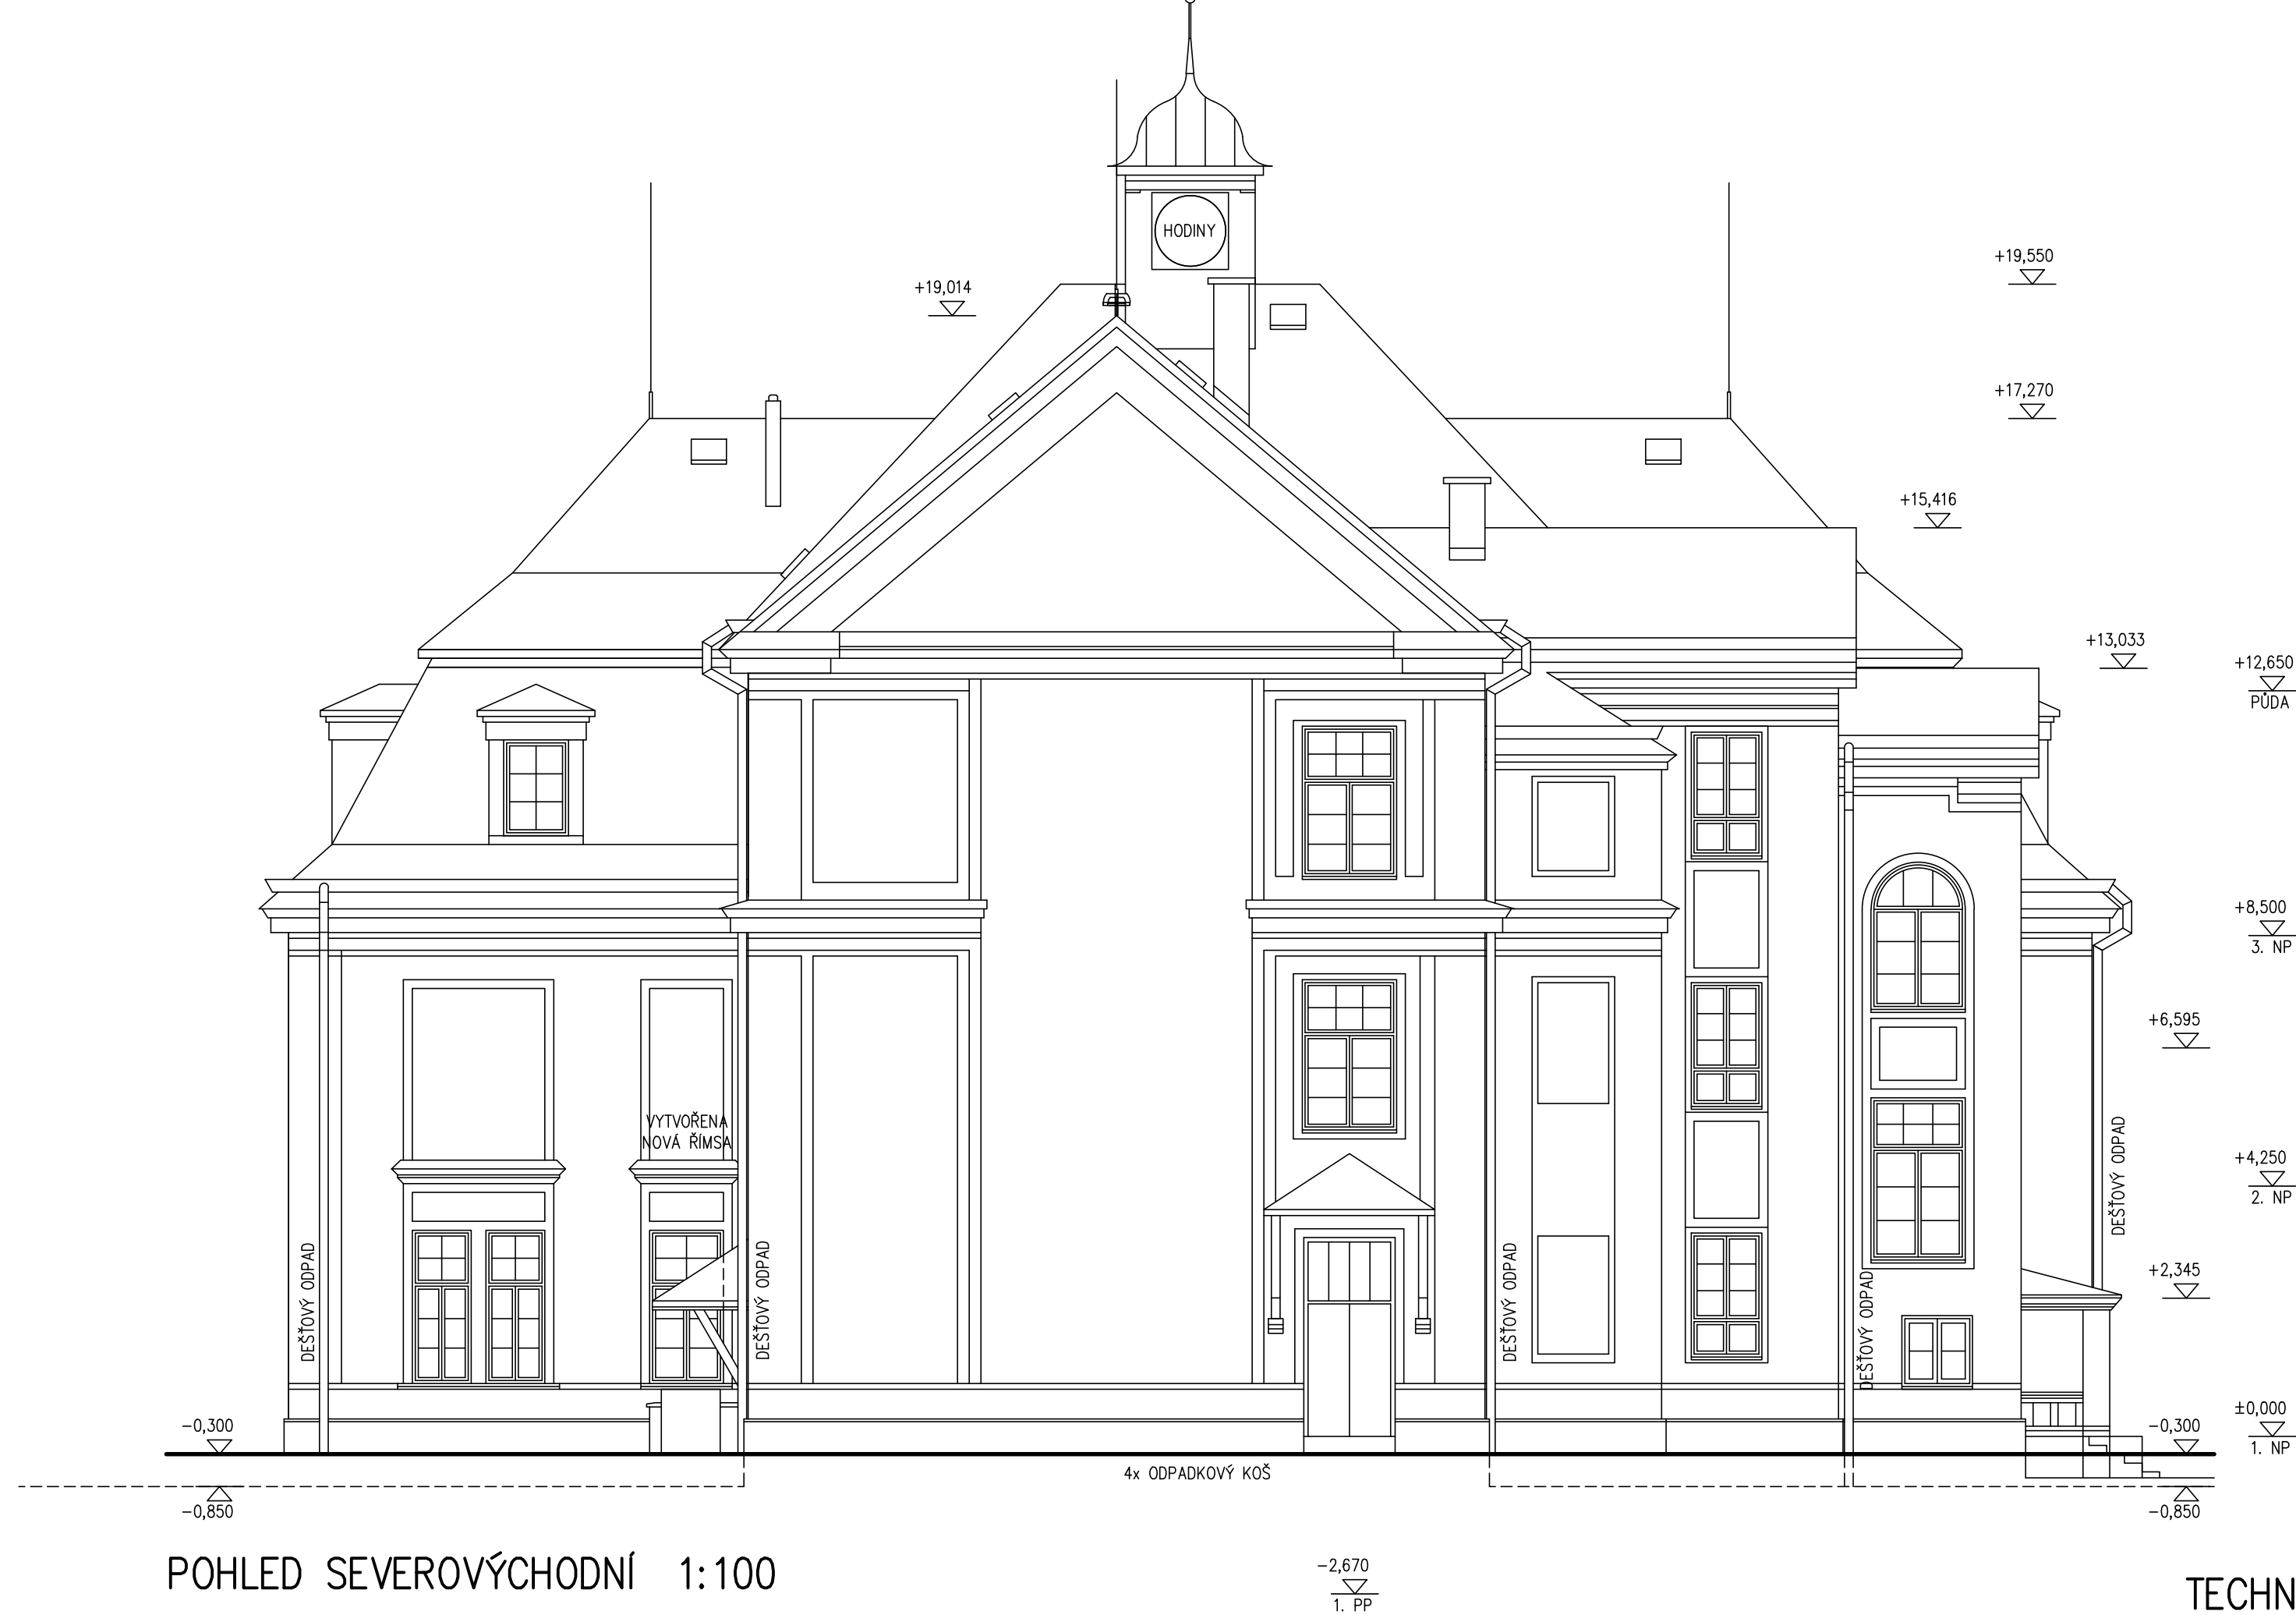 HODINY
+19,550
+19,014
+17,270
+15,416
+13,033
+12,650
PŮDA
+8,500
3. NP
+6,595
VYTVOŘENA
NOVÁ ŘÍMSA
DEŠŤOVÝ ODPAD
+4,250
2. NP
DEŠŤOVÝ ODPAD
DEŠŤOVÝ ODPAD
DEŠŤOVÝ ODPAD
DEŠŤOVÝ ODPAD
+2,345
-0,300
-0,300
±0,000
1. NP
4x ODPADKOVÝ KOŠ
-0,850
-0,850
POHLED SEVEROVÝCHODNÍ 1:100
-2,670
1. PP
TECHN